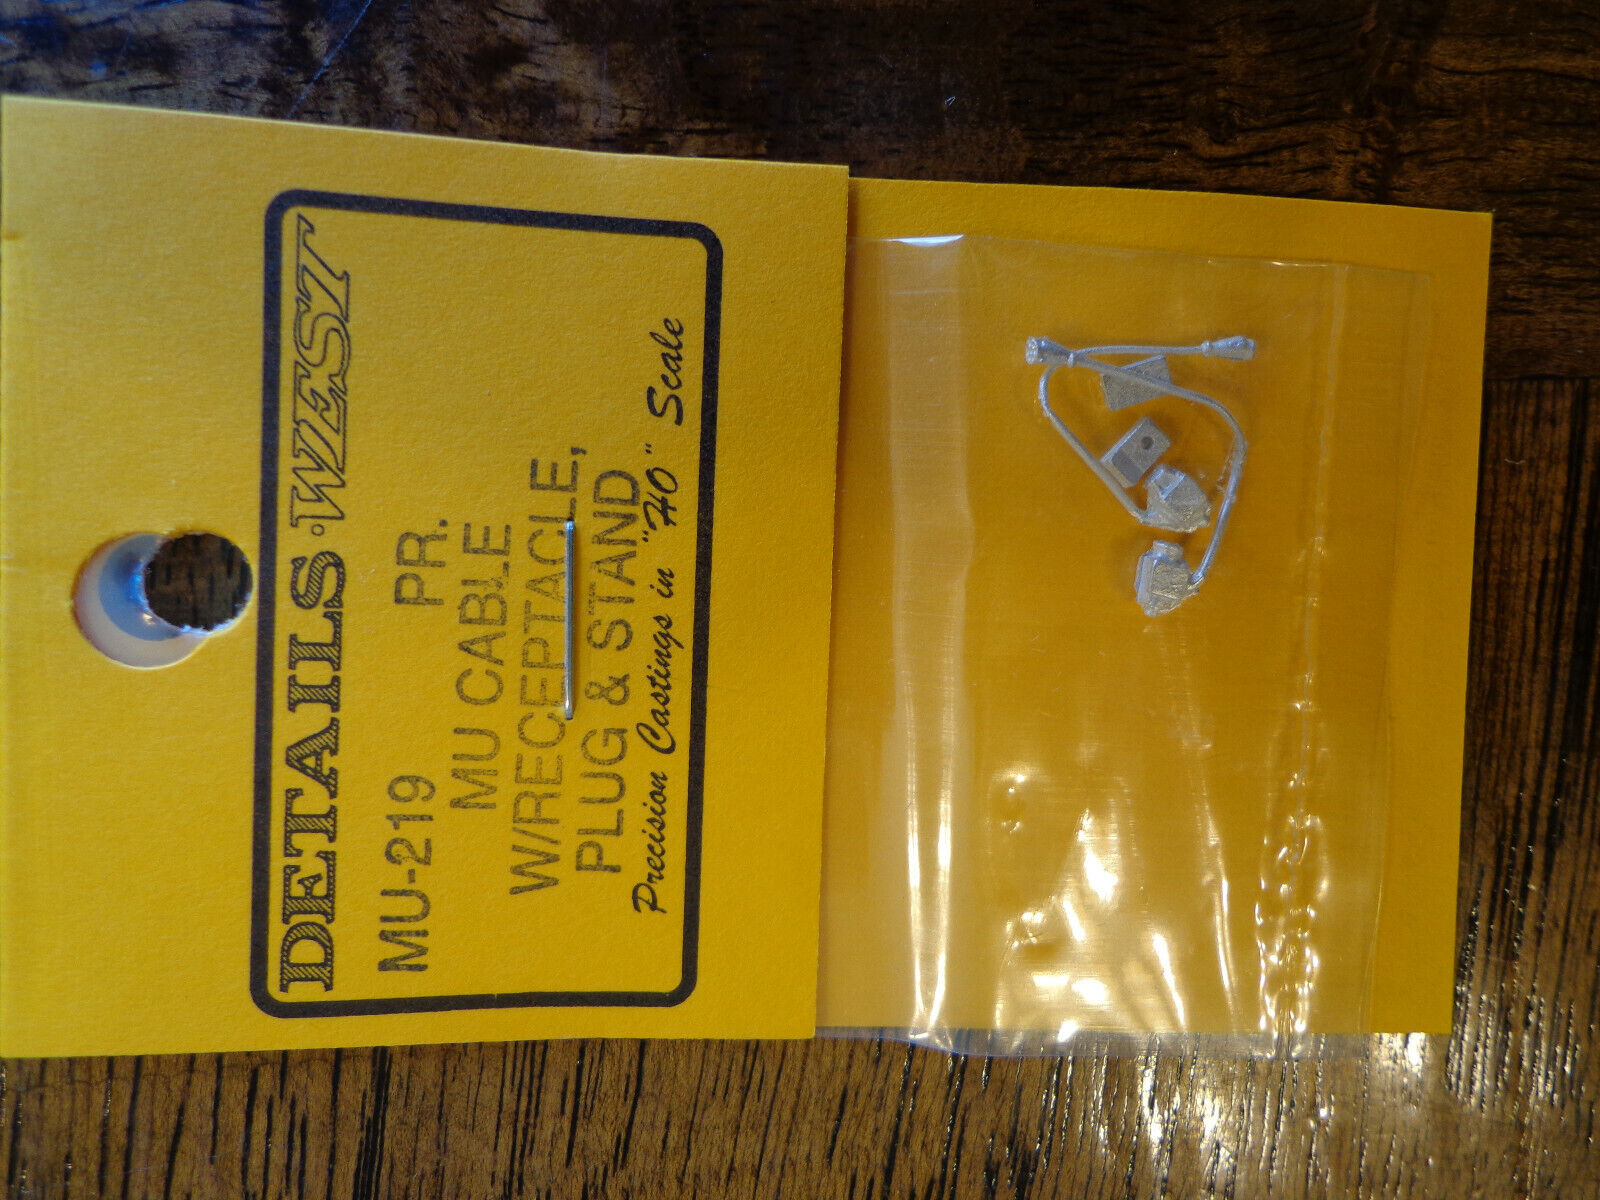 DETAILS·WEST
MU-219 PR.
MU CABLE
W/RECEPTACLE,
PLUG & STAND
Precision Castings in "HO" Scale